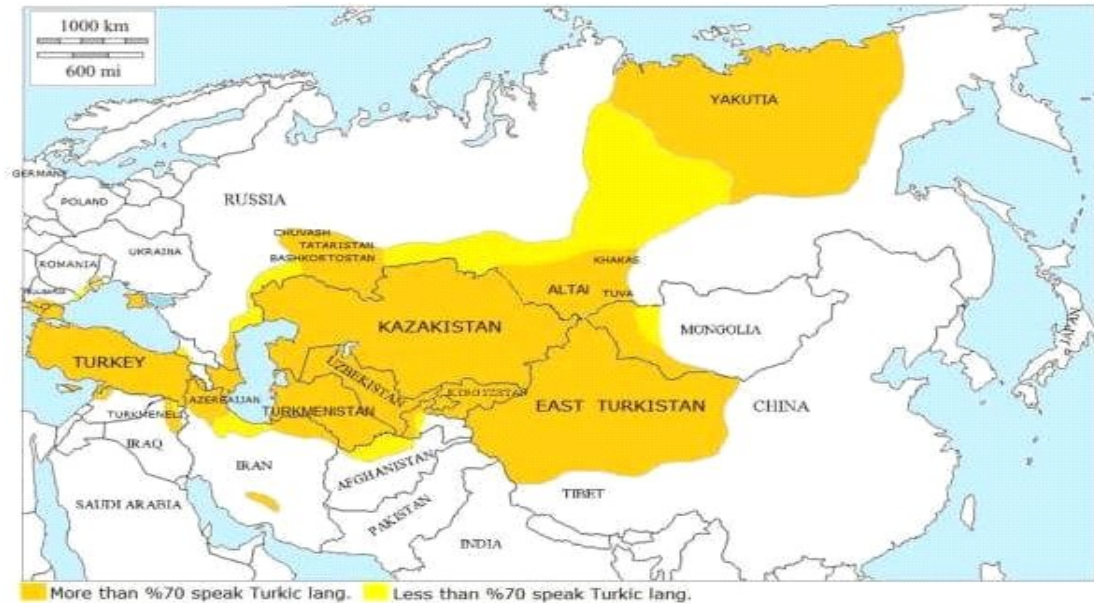 1000 km
600 mi
YAKUTIA
GERMANY
POLAND
RUSSIA
UKRAINA
ROMANIA
CHUVASH
TATARISTAN
BASHKORTOSTAN
KHAKAS
ALTAI
TUVA
KAZAKISTAN
MONGOLIA
JAPAN
TURKEY
UZBEKISTAN
KIRGIZISTAN
AZERBAIJAN
TURKMENISTAN
EAST TURKISTAN
CHINA
TURKMENELI
IRAQ
IRAN
AFGHANISTAN
TIBET
SAUDI ARABIA
PAKISTAN
INDIA
More than %70 speak Turkic lang.
Less than %70 speak Turkic lang.